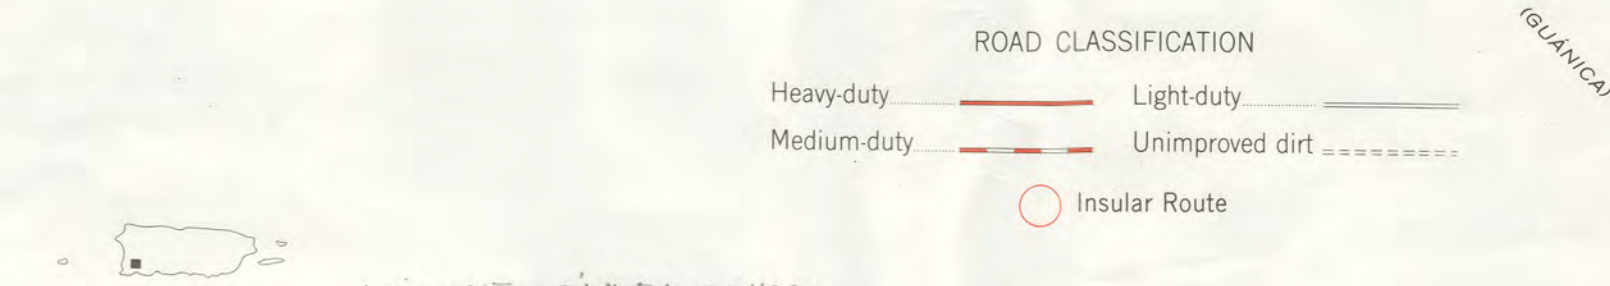 ROAD CLASSIFICATION
(GUÁNICA)
Heavy-duty Light-duty
Medium-duty Unimproved dirt
Insular Route